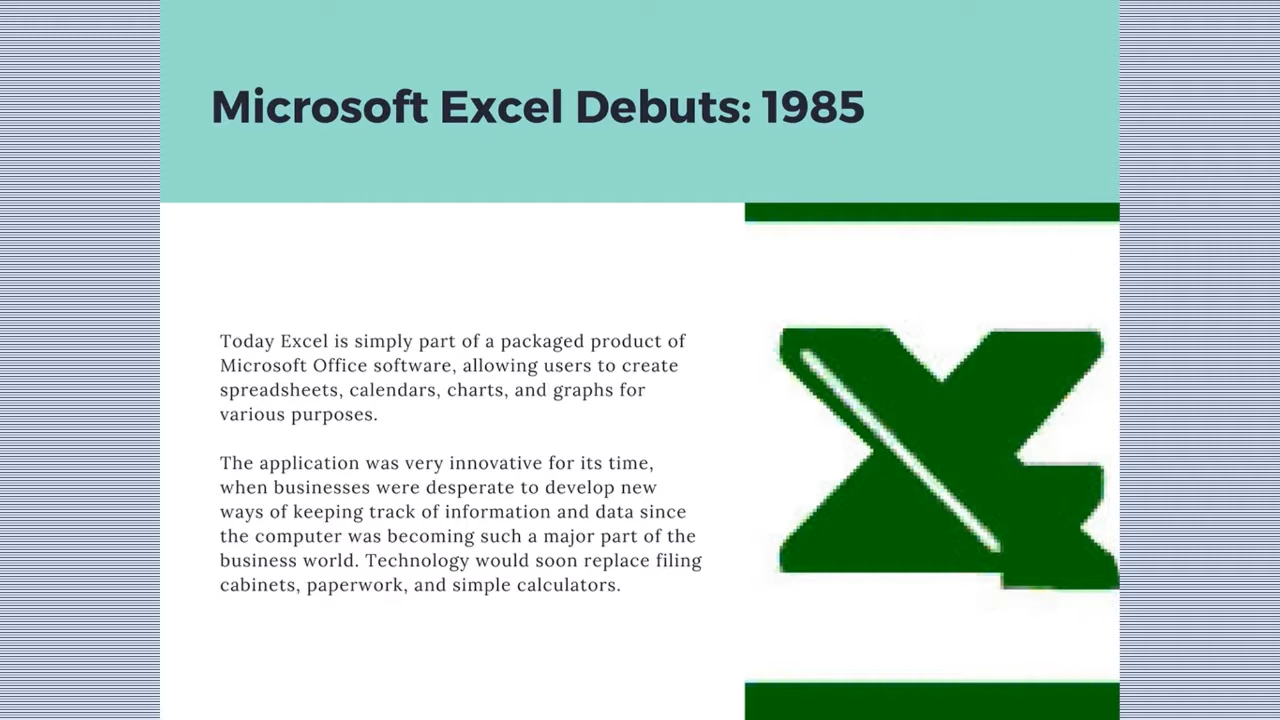 Microsoft Excel Debuts: 1985
Today Excel is simply part of a packaged product of
Microsoft Office software, allowing users to create
spreadsheets, calendars, charts, and graphs for
various purposes.
The application was very innovative for its time,
when businesses were desperate to develop new
ways of keeping track of information and data since
the computer was becoming such a major part of the
business world. Technology would soon replace filing
cabinets, paperwork, and simple calculators.